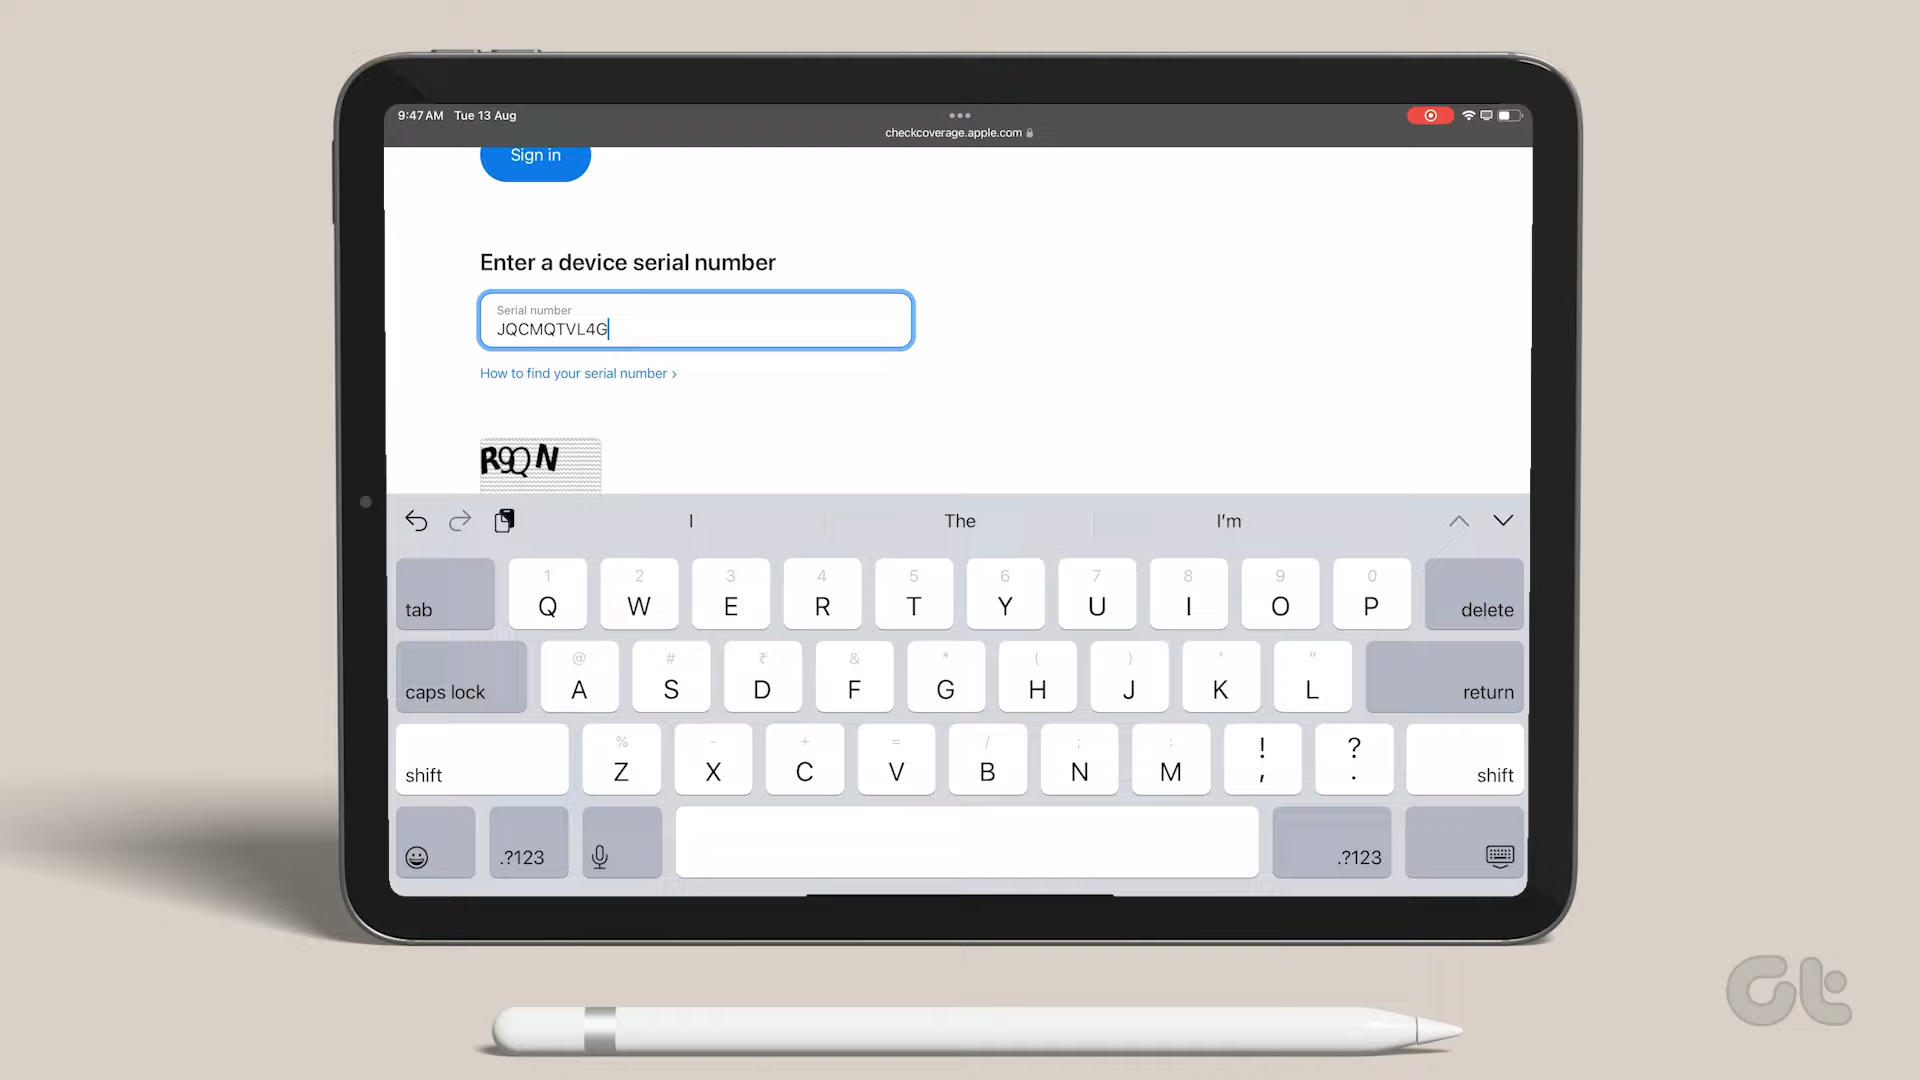 9:47 AM Tue 13 Aug
checkcoverage.apple.com
Sign in
Enter a device serial number
Serial number
JQCMQTVL4G
How to find your serial number >
R9QN
I The I'm
tab 1 Q 2 W 3 E 4 R 5 T 6 Y 7 U 8 I 9 O 0 P delete
caps lock @ A # S ₹ D & F * G ( H ) J ' K " L return
shift % Z - X + C = V / B ; N : M ! , ? . shift
.?123 .?123
Gt